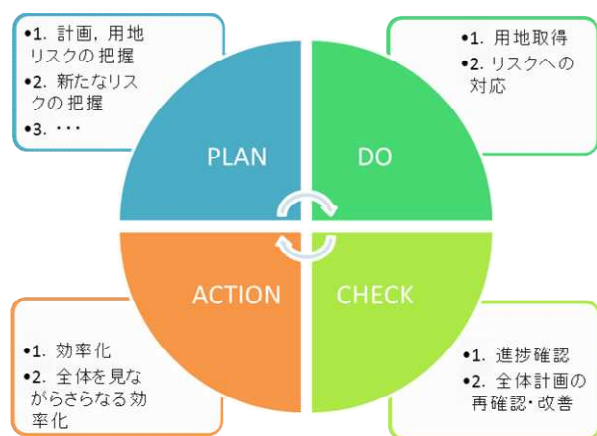 •1. 計画, 用地
リスクの把握
•2. 新たなリス
クの把握
•3. ・・・
•1. 用地取得
•2. リスクへの
対応
PLAN
DO
ACTION
CHECK
•1. 効率化
•2. 全体を見な
がらさらなる効
率化
•1. 進捗確認
•2. 全体計画の
再確認・改善